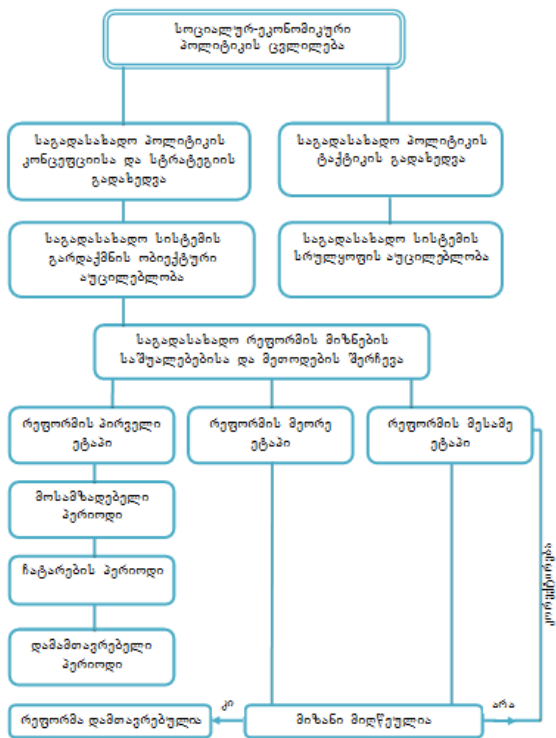 სოციალურ-ეკონომიკური
პოლიტიკის ცვლილება
საგადასახადო პოლიტიკის
კონცეფციისა და სტრატეგიის
გადახედვა
საგადასახადო პოლიტიკის
ტაქტიკის გადახედვა
საგადასახადო სისტემის
გარდაქმნის ობიექტური
აუცილებლობა
საგადასახადო სისტემის
სრულყოფის აუცილებლობა
საგადასახადო რეფორმის მიზნების
საშუალებებისა და მეთოდების შერჩევა
რეფორმის პირველი
ეტაპი
რეფორმის მეორე
ეტაპი
რეფორმის მესამე
ეტაპი
მოსამზადებელი
პერიოდი
ჩატარების პერიოდი
დამამთავრებელი
პერიოდი
კორექტირება
კი
არა
რეფორმა დამთავრებულია
მიზანი მიღწეულია